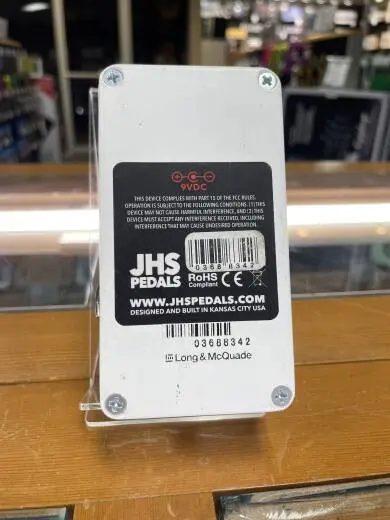 9VDC
THIS DEVICE COMPLIES WITH PART 15 OF THE FCC RULES.
OPERATION IS SUBJECT TO THE FOLLOWING CONDITIONS. (1) THIS
DEVICE MAY NOT CAUSE HARMFUL INTERFERENCE, AND (2) THIS
DEVICE MUST ACCEPT ANY INTERFERENCE RECEIVED, INCLUDING
INTERFERENCE THAT MAY CAUSE UNDESIRED OPERATION.
JHS
PEDALS
03688342
RoHS
Compliant
CE
WWW.JHSPEDALS.COM
DESIGNED AND BUILT IN KANSAS CITY USA
03688342
Long & McQuade